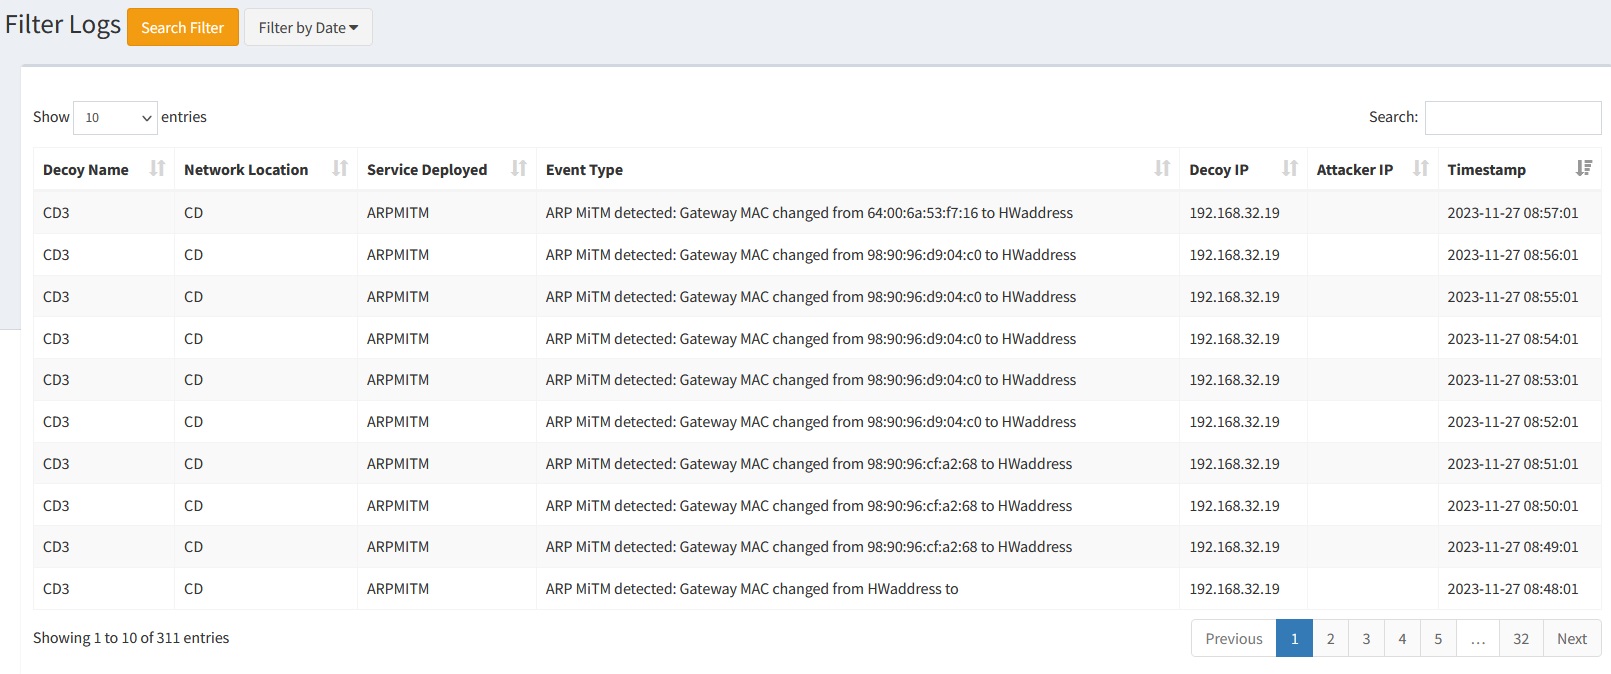 Filter Logs Search Filter Filter by Date
Show 10 entries Search:
Decoy Name Network Location Service Deployed Event Type Decoy IP Attacker IP Timestamp
CD3 CD ARPMITM ARP MiTM detected: Gateway MAC changed from 64:00:6a:53:f7:16 to HWaddress 192.168.32.19 2023-11-27 08:57:01
CD3 CD ARPMITM ARP MiTM detected: Gateway MAC changed from 98:90:96:d9:04:c0 to HWaddress 192.168.32.19 2023-11-27 08:56:01
CD3 CD ARPMITM ARP MiTM detected: Gateway MAC changed from 98:90:96:d9:04:c0 to HWaddress 192.168.32.19 2023-11-27 08:55:01
CD3 CD ARPMITM ARP MiTM detected: Gateway MAC changed from 98:90:96:d9:04:c0 to HWaddress 192.168.32.19 2023-11-27 08:54:01
CD3 CD ARPMITM ARP MiTM detected: Gateway MAC changed from 98:90:96:d9:04:c0 to HWaddress 192.168.32.19 2023-11-27 08:53:01
CD3 CD ARPMITM ARP MiTM detected: Gateway MAC changed from 98:90:96:d9:04:c0 to HWaddress 192.168.32.19 2023-11-27 08:52:01
CD3 CD ARPMITM ARP MiTM detected: Gateway MAC changed from 98:90:96:cf:a2:68 to HWaddress 192.168.32.19 2023-11-27 08:51:01
CD3 CD ARPMITM ARP MiTM detected: Gateway MAC changed from 98:90:96:cf:a2:68 to HWaddress 192.168.32.19 2023-11-27 08:50:01
CD3 CD ARPMITM ARP MiTM detected: Gateway MAC changed from 98:90:96:cf:a2:68 to HWaddress 192.168.32.19 2023-11-27 08:49:01
CD3 CD ARPMITM ARP MiTM detected: Gateway MAC changed from HWaddress to 192.168.32.19 2023-11-27 08:48:01
Showing 1 to 10 of 311 entries Previous 1 2 3 4 5 … 32 Next